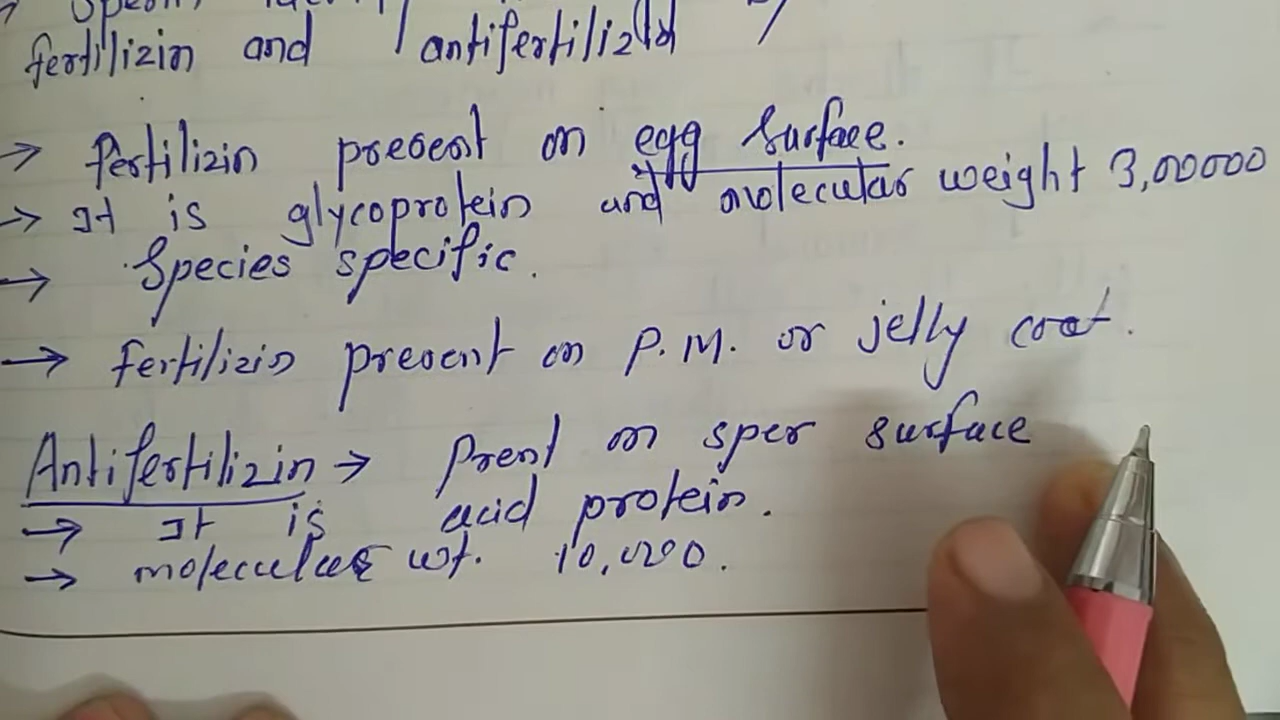 fertilizin and antifertilizin
→ fertilizin present on egg surface.
→ It is glycoprotein and molecular weight 3,00000
→ Species specific.
→ fertilizin present on P.M. or jelly coat.
Antifertilizin → Prent on sper surface
→ It is acid protein.
→ molecular wt. 10,000.